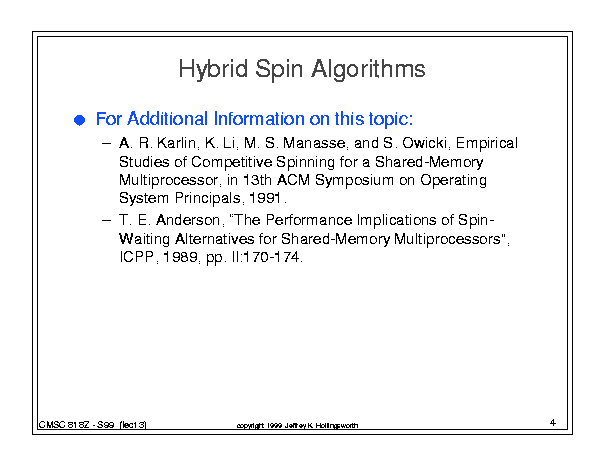 Hybrid Spin Algorithms
● For Additional Information on this topic:
– A. R. Karlin, K. Li, M. S. Manasse, and S. Owicki, Empirical
Studies of Competitive Spinning for a Shared-Memory
Multiprocessor, in 13th ACM Symposium on Operating
System Principals, 1991.
– T. E. Anderson, "The Performance Implications of Spin-
Waiting Alternatives for Shared-Memory Multiprocessors",
ICPP, 1989, pp. II:170-174.
CMSC 818Z - S99 (lect13)
copyright 1999 Jeffrey K. Hollingsworth
4